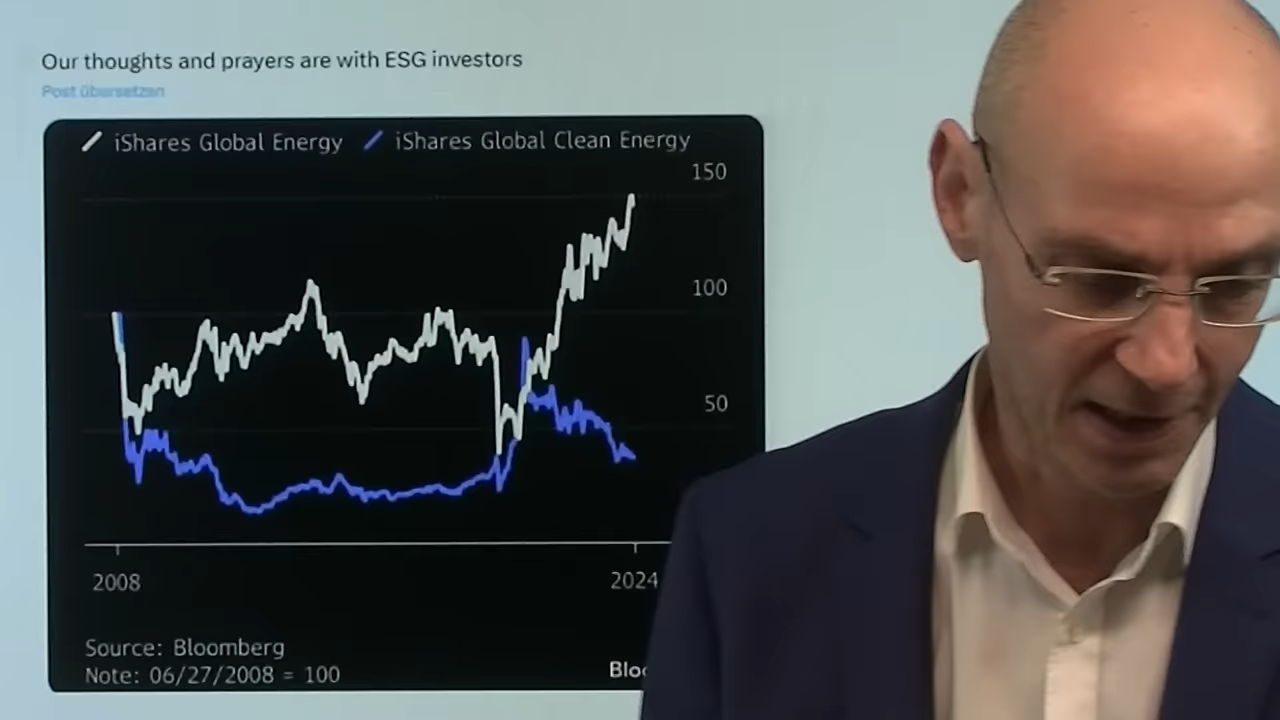 Our thoughts and prayers are with ESG investors
Post übersetzen
iShares Global Energy iShares Global Clean Energy
150
100
50
2008 2024
Source: Bloomberg
Note: 06/27/2008 = 100